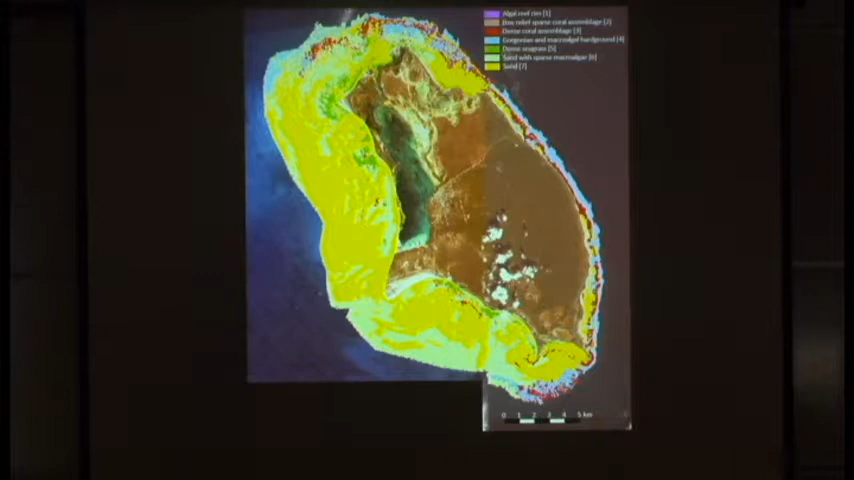 Algal reef rim [1]
Low relief sparse coral assemblage [2]
Dense coral assemblage [3]
Gorgonian and macroalgal hardground [4]
Dense seagrass [5]
Sand with sparse macroalgae [6]
Sand [7]
0 1 2 3 4 5 km